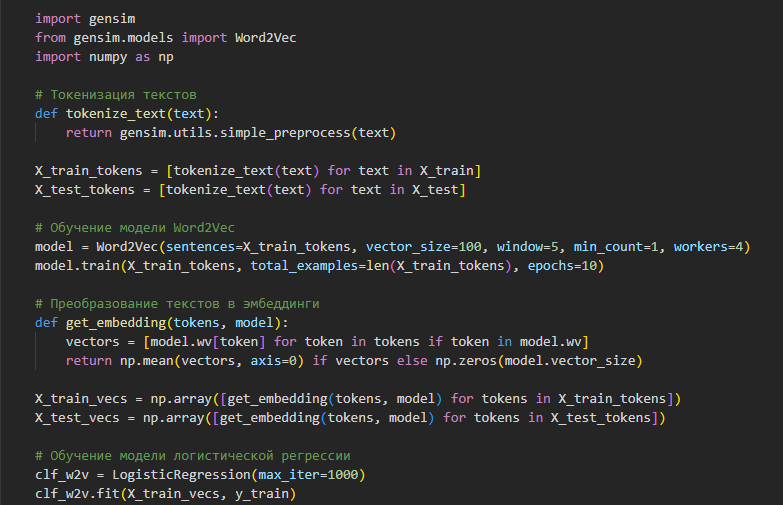 import gensim
from gensim.models import Word2Vec
import numpy as np
# Токенизация текстов
def tokenize_text(text):
    return gensim.utils.simple_preprocess(text)
X_train_tokens = [tokenize_text(text) for text in X_train]
X_test_tokens = [tokenize_text(text) for text in X_test]
# Обучение модели Word2Vec
model = Word2Vec(sentences=X_train_tokens, vector_size=100, window=5, min_count=1, workers=4)
model.train(X_train_tokens, total_examples=len(X_train_tokens), epochs=10)
# Преобразование текстов в эмбеддинги
def get_embedding(tokens, model):
    vectors = [model.wv[token] for token in tokens if token in model.wv]
    return np.mean(vectors, axis=0) if vectors else np.zeros(model.vector_size)
X_train_vecs = np.array([get_embedding(tokens, model) for tokens in X_train_tokens])
X_test_vecs = np.array([get_embedding(tokens, model) for tokens in X_test_tokens])
# Обучение модели логистической регрессии
clf_w2v = LogisticRegression(max_iter=1000)
clf_w2v.fit(X_train_vecs, y_train)